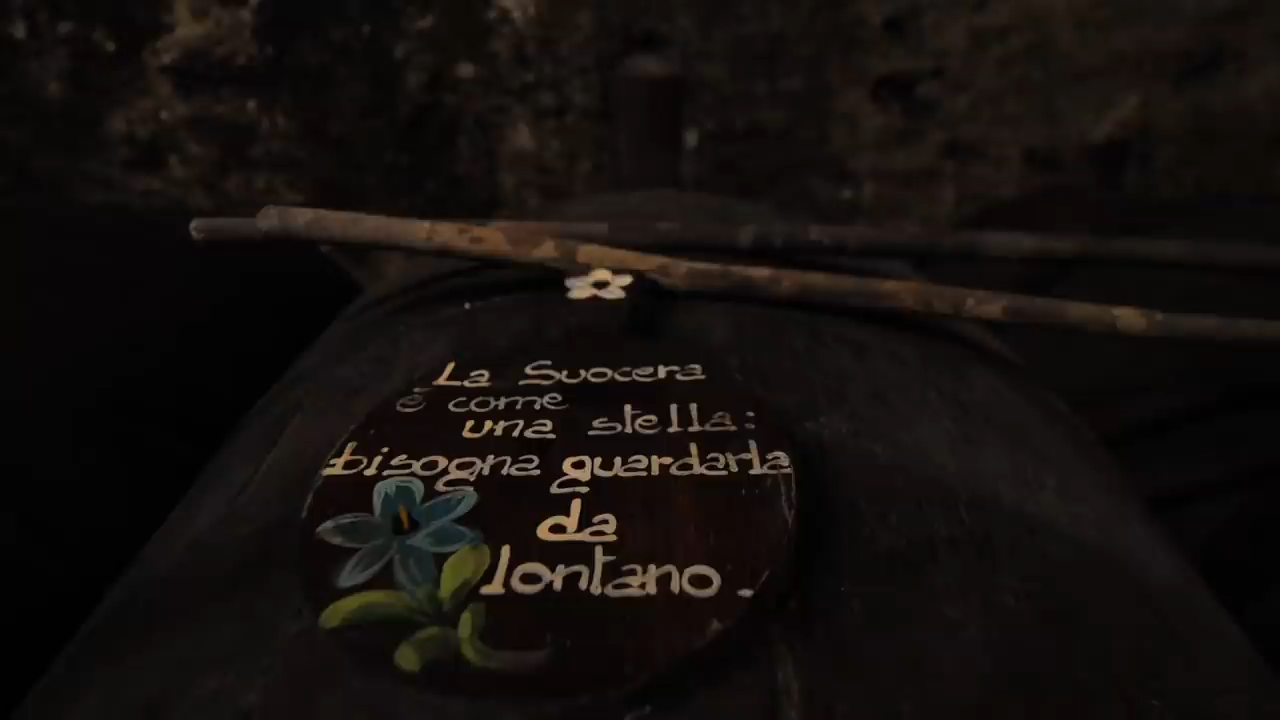 La Suocera
è come
una stella:
bisogna guardarla
da
lontano.